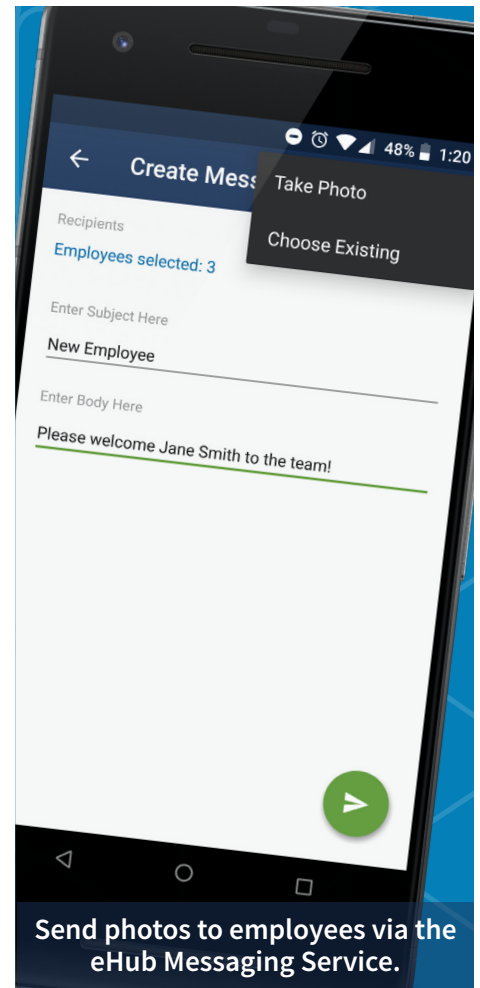 48% 1:20
Create Mess
Take Photo
Choose Existing
Recipients
Employees selected: 3
Enter Subject Here
New Employee
Enter Body Here
Please welcome Jane Smith to the team!
Send photos to employees via the
eHub Messaging Service.